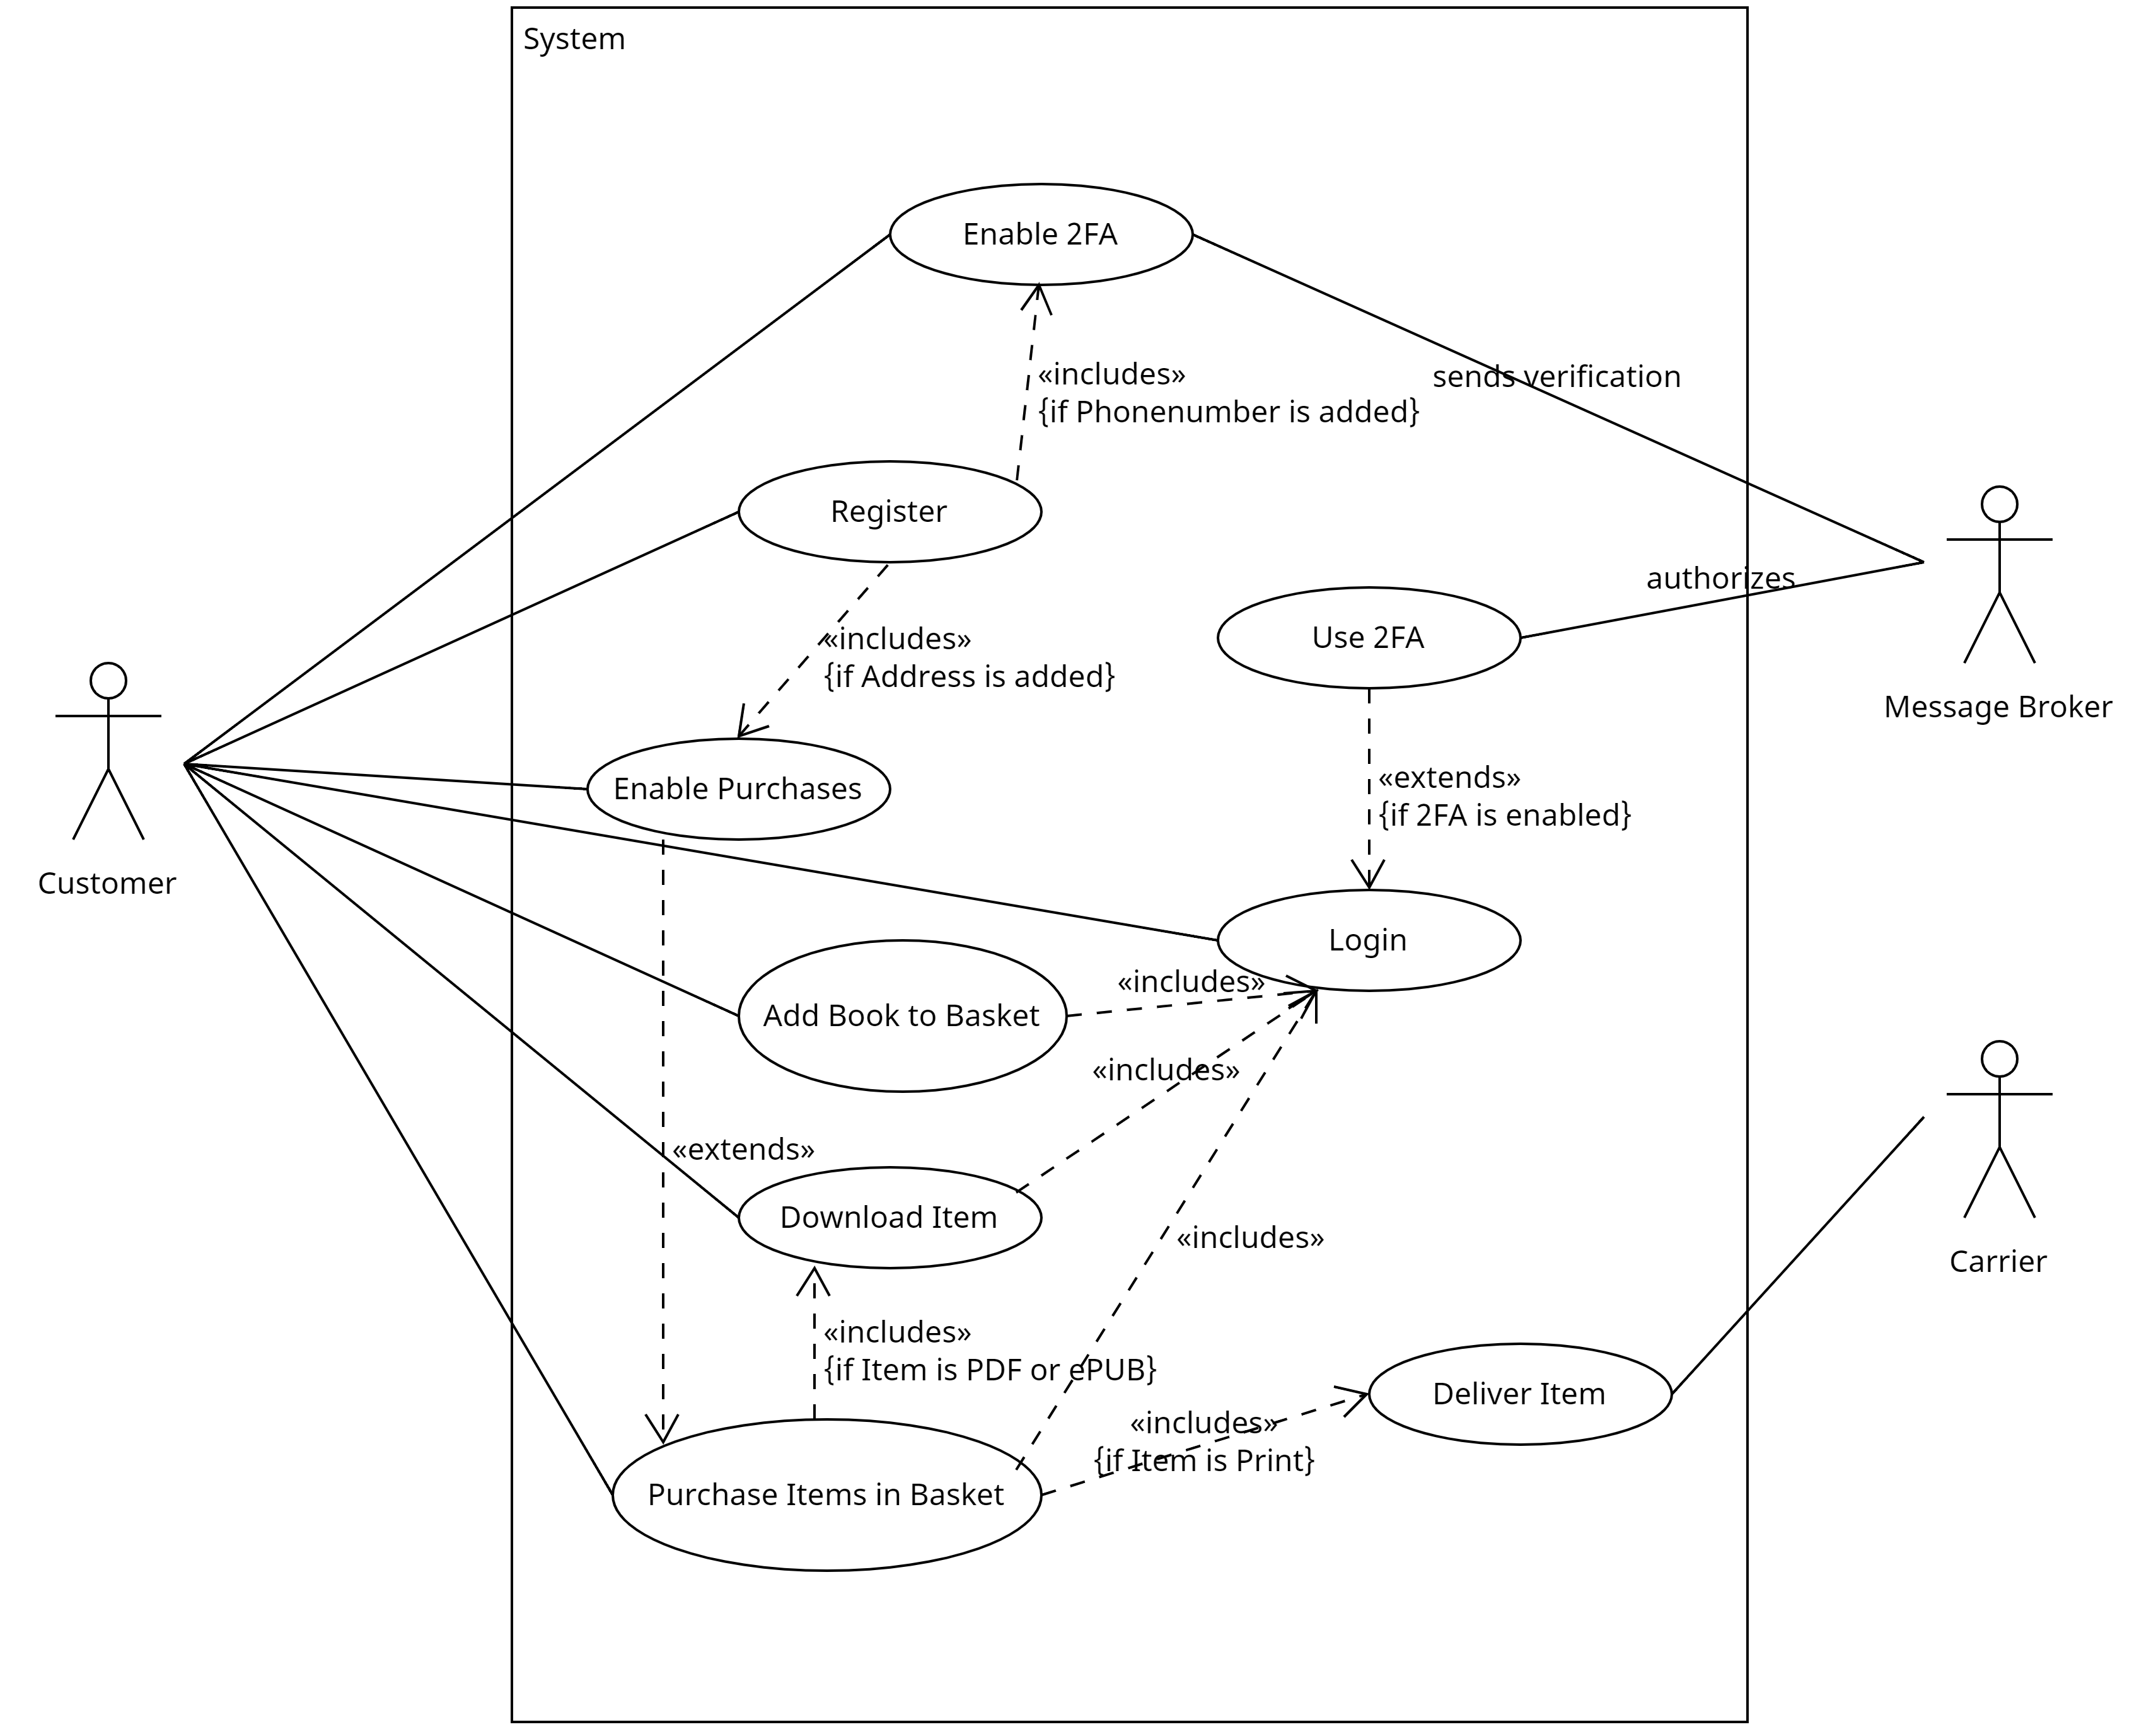 System
Enable 2FA
«includes»
{if Phonenumber is added}
sends verification
Register
authorizes
«includes»
{if Address is added}
Use 2FA
Message Broker
Customer
Enable Purchases
«extends»
{if 2FA is enabled}
Login
«includes»
Add Book to Basket
«includes»
«extends»
Download Item
«includes»
Carrier
«includes»
{if Item is PDF or ePUB}
Deliver Item
«includes»
{if Item is Print}
Purchase Items in Basket